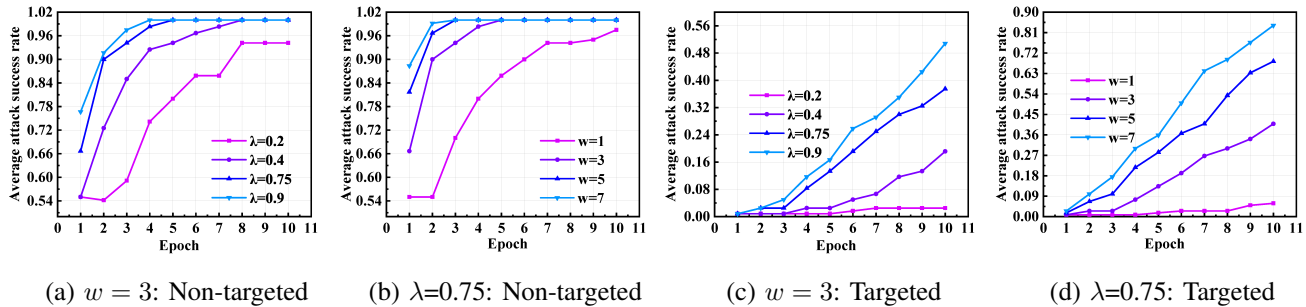 1.02
0.96
0.90
0.84
0.78
0.72
0.66
0.60
0.54
Average attack success rate
0 1 2 3 4 5 6 7 8 9 10 11
Epoch
λ=0.2
λ=0.4
λ=0.75
λ=0.9
(a) w = 3: Non-targeted
1.02
0.96
0.90
0.84
0.78
0.72
0.66
0.60
0.54
Average attack success rate
0 1 2 3 4 5 6 7 8 9 10 11
Epoch
w=1
w=3
w=5
w=7
(b) λ=0.75: Non-targeted
0.56
0.48
0.40
0.32
0.24
0.16
0.08
0.00
Average attack success rate
0 1 2 3 4 5 6 7 8 9 10 11
Epoch
λ=0.2
λ=0.4
λ=0.75
λ=0.9
(c) w = 3: Targeted
0.90
0.81
0.72
0.63
0.54
0.45
0.36
0.27
0.18
0.09
0.00
Average attack success rate
0 1 2 3 4 5 6 7 8 9 10 11
Epoch
w=1
w=3
w=5
w=7
(d) λ=0.75: Targeted